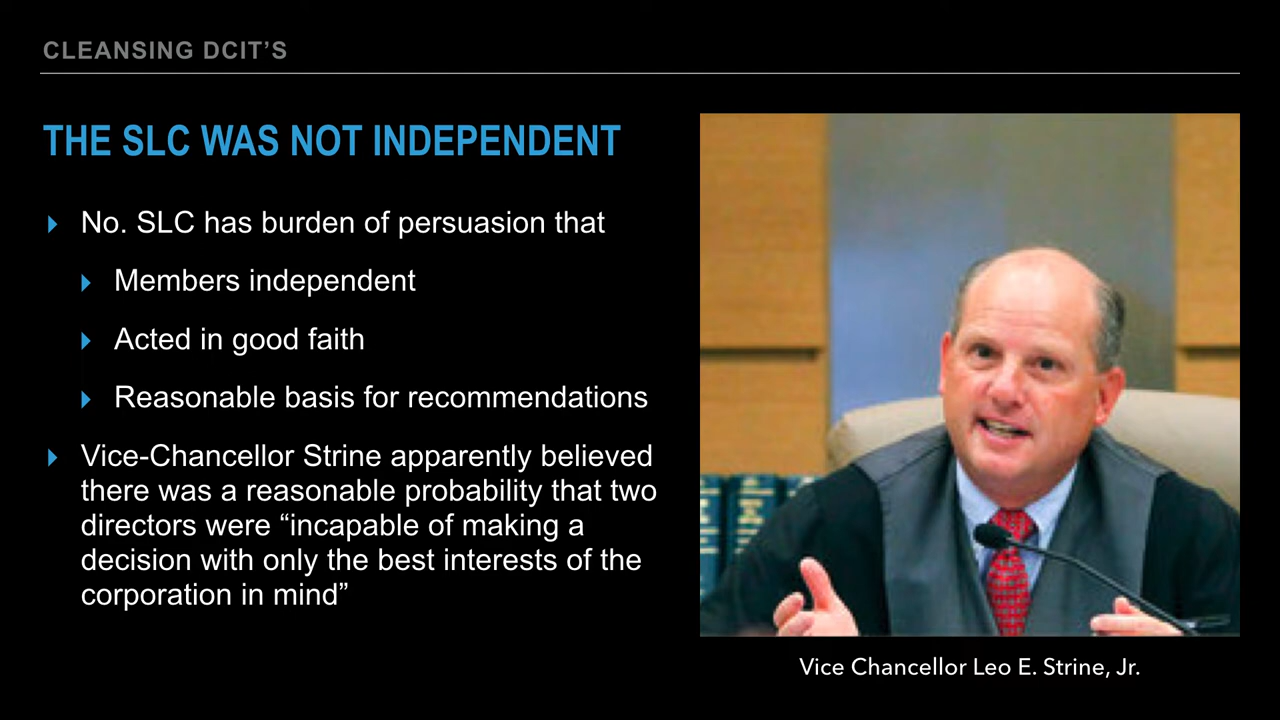 CLEANSING DCIT’S
THE SLC WAS NOT INDEPENDENT
No. SLC has burden of persuasion that
Members independent
Acted in good faith
Reasonable basis for recommendations
Vice-Chancellor Strine apparently believed
there was a reasonable probability that two
directors were “incapable of making a
decision with only the best interests of the
corporation in mind”
Vice Chancellor Leo E. Strine, Jr.